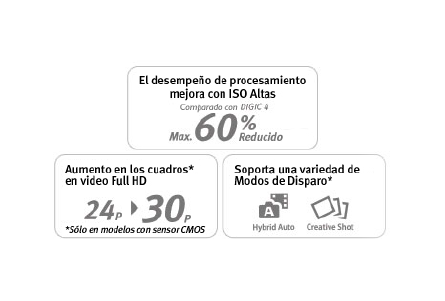 El desempeño de procesamiento
mejora con ISO Altas
Comparado con DIGIC 4
Max. 60% Reducido
Aumento en los cuadros*
en video Full HD
24P 30P
*Sólo en modelos con sensor CMOS
Soporta una variedad de
Modos de Disparo*
A
Hybrid Auto Creative Shot